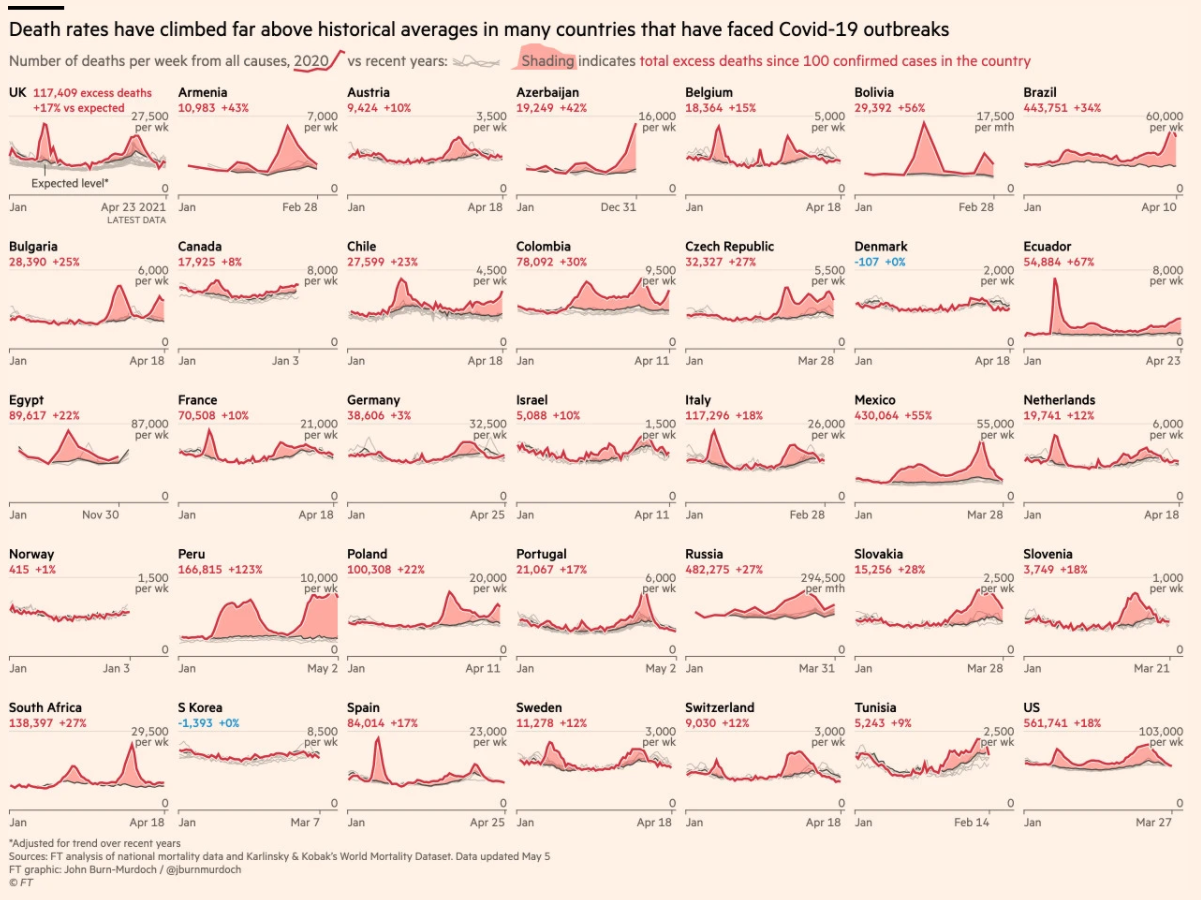 Death rates have climbed far above historical averages in many countries that have faced Covid-19 outbreaks
Number of deaths per week from all causes, 2020 vs recent years: Shading indicates total excess deaths since 100 confirmed cases in the country
UK 117,409 excess deaths
+17% vs expected
27,500
per wk
Expected level*
0
Jan Apr 23 2021
LATEST DATA
Armenia
10,983 +43%
7,000
per wk
0
Jan Feb 28
Austria
9,424 +10%
3,500
per wk
0
Jan Apr 18
Azerbaijan
19,249 +42%
16,000
per wk
0
Jan Dec 31
Belgium
18,364 +15%
5,000
per wk
0
Jan Apr 18
Bolivia
29,392 +56%
17,500
per mth
0
Jan Feb 28
Brazil
443,751 +34%
60,000
per wk
0
Jan Apr 10
Bulgaria
28,390 +25%
6,000
per wk
0
Jan Apr 18
Canada
17,925 +8%
8,000
per wk
0
Jan Jan 3
Chile
27,599 +23%
4,500
per wk
0
Jan Apr 18
Colombia
78,092 +30%
9,500
per wk
0
Jan Apr 11
Czech Republic
32,327 +27%
5,500
per wk
0
Jan Mar 28
Denmark
-107 +0%
2,000
per wk
0
Jan Apr 18
Ecuador
54,884 +67%
8,000
per wk
0
Jan Apr 23
Egypt
89,617 +22%
87,000
per wk
0
Jan Nov 30
France
70,508 +10%
21,000
per wk
0
Jan Apr 18
Germany
38,606 +3%
32,500
per wk
0
Jan Apr 25
Israel
5,088 +10%
1,500
per wk
0
Jan Apr 11
Italy
117,296 +18%
26,000
per wk
0
Jan Feb 28
Mexico
430,064 +55%
55,000
per wk
0
Jan Mar 28
Netherlands
19,741 +12%
6,000
per wk
0
Jan Apr 18
Norway
415 +1%
1,500
per wk
0
Jan Jan 3
Peru
166,815 +123%
10,000
per wk
0
Jan May 2
Poland
100,308 +22%
20,000
per wk
0
Jan Apr 11
Portugal
21,067 +17%
6,000
per wk
0
Jan May 2
Russia
482,275 +27%
294,500
per mth
0
Jan Mar 31
Slovakia
15,256 +28%
2,500
per wk
0
Jan Mar 28
Slovenia
3,749 +18%
1,000
per wk
0
Jan Mar 21
South Africa
138,397 +27%
29,500
per wk
0
Jan Apr 18
S Korea
-1,393 +0%
8,500
per wk
0
Jan Mar 7
Spain
84,014 +17%
23,000
per wk
0
Jan Apr 25
Sweden
11,278 +12%
3,000
per wk
0
Jan Apr 18
Switzerland
9,030 +12%
3,000
per wk
0
Jan Apr 18
Tunisia
5,243 +9%
2,500
per wk
0
Jan Feb 14
US
561,741 +18%
103,000
per wk
0
Jan Mar 27
*Adjusted for trend over recent years
Sources: FT analysis of national mortality data and Karlinsky & Kobak's World Mortality Dataset. Data updated May 5
FT graphic: John Burn-Murdoch / @jburnmurdoch
© FT